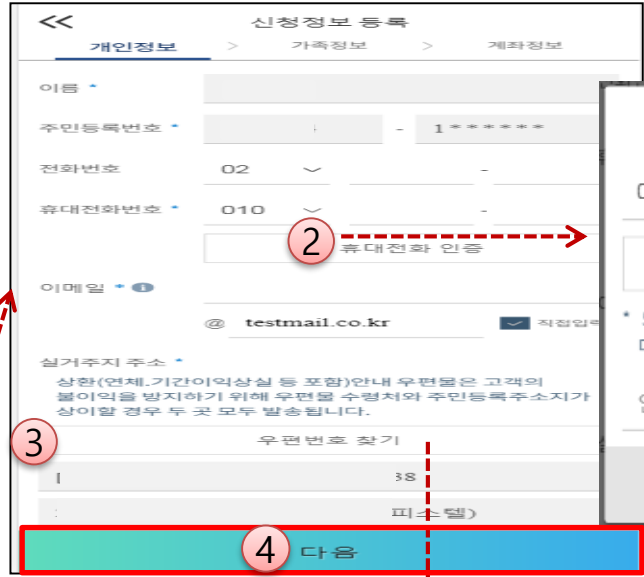 << 신청정보 등록
개인정보 > 가족정보 > 계좌정보
이름 *
주민등록번호 * - 1******
전화번호 02 -
휴대전화번호 * 010 -
2 휴대전화 인증
이메일 *
@ testmail.co.kr 직접입력
실거주지 주소 *
상환(연체.기간이익상실 등 포함)안내 우편물은 고객의
불이익을 방지하기 위해 우편물 수령처와 주민등록주소지가
상이할 경우 두 곳 모두 발송됩니다.
3 우편번호 찾기
피스텔)
4 다음